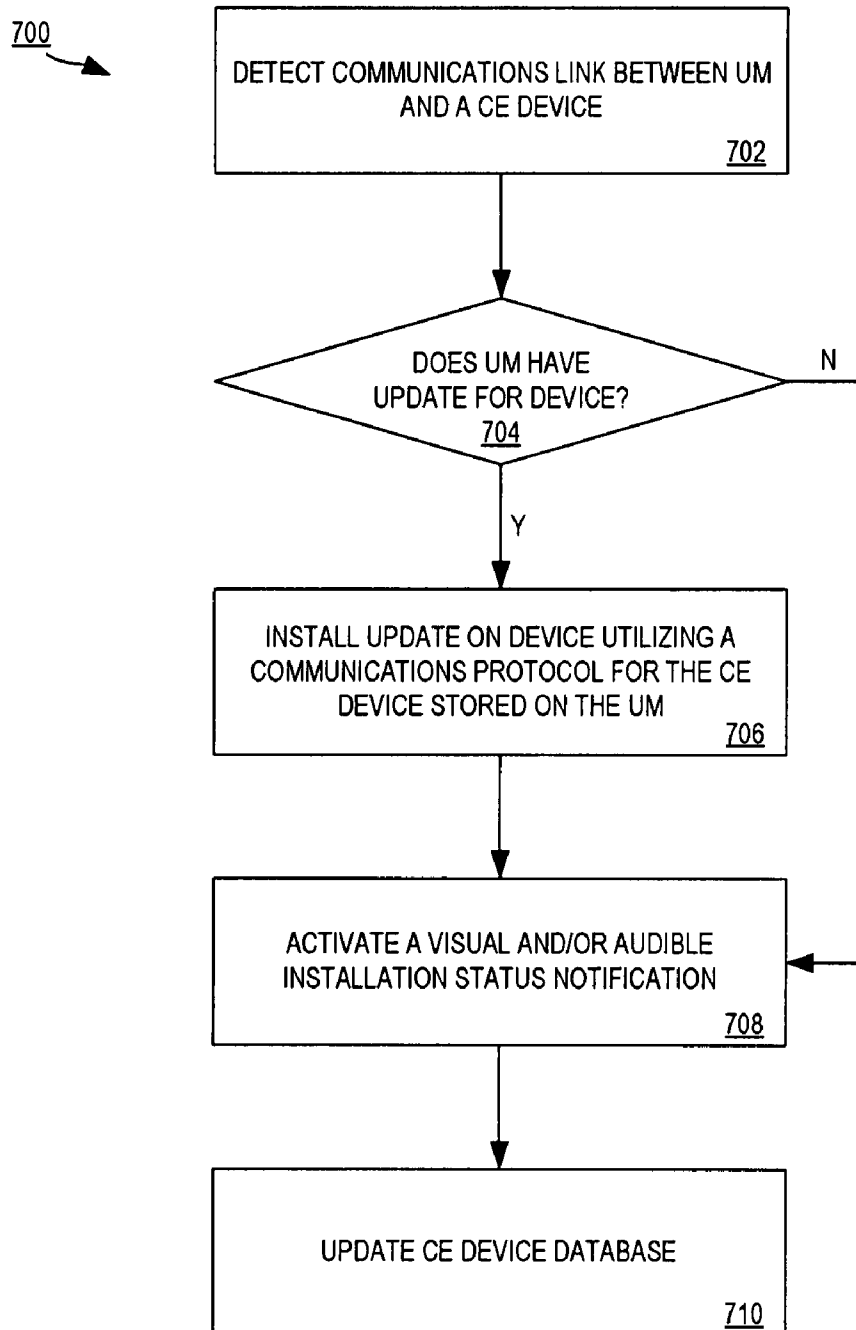 700
DETECT COMMUNICATIONS LINK BETWEEN UM
AND A CE DEVICE
702
DOES UM HAVE
UPDATE FOR DEVICE?
704
N
Y
INSTALL UPDATE ON DEVICE UTILIZING A
COMMUNICATIONS PROTOCOL FOR THE CE
DEVICE STORED ON THE UM
706
ACTIVATE A VISUAL AND/OR AUDIBLE
INSTALLATION STATUS NOTIFICATION
708
UPDATE CE DEVICE DATABASE
710